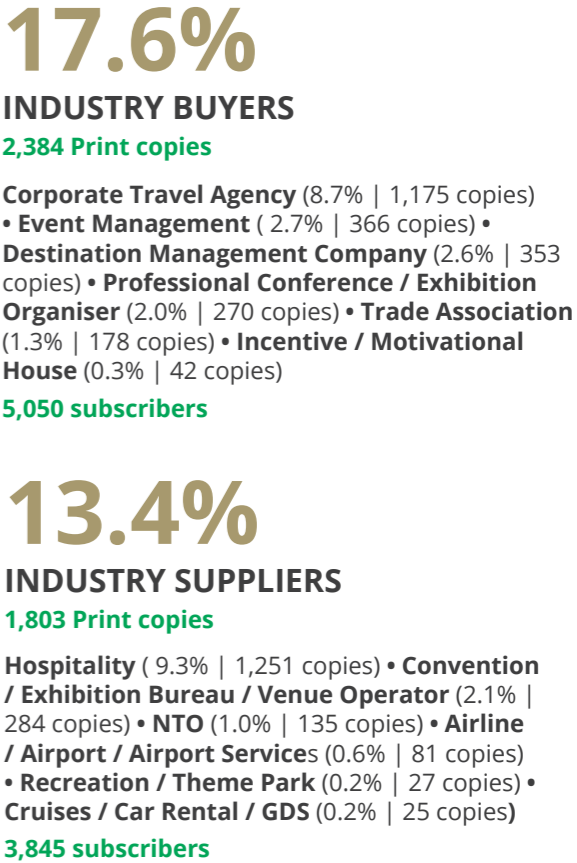 17.6%
INDUSTRY BUYERS
2,384 Print copies
Corporate Travel Agency (8.7% | 1,175 copies)
• Event Management ( 2.7% | 366 copies) •
Destination Management Company (2.6% | 353
copies) • Professional Conference / Exhibition
Organiser (2.0% | 270 copies) • Trade Association
(1.3% | 178 copies) • Incentive / Motivational
House (0.3% | 42 copies)
5,050 subscribers
13.4%
INDUSTRY SUPPLIERS
1,803 Print copies
Hospitality ( 9.3% | 1,251 copies) • Convention
/ Exhibition Bureau / Venue Operator (2.1% |
284 copies) • NTO (1.0% | 135 copies) • Airline
/ Airport / Airport Services (0.6% | 81 copies)
• Recreation / Theme Park (0.2% | 27 copies) •
Cruises / Car Rental / GDS (0.2% | 25 copies)
3,845 subscribers